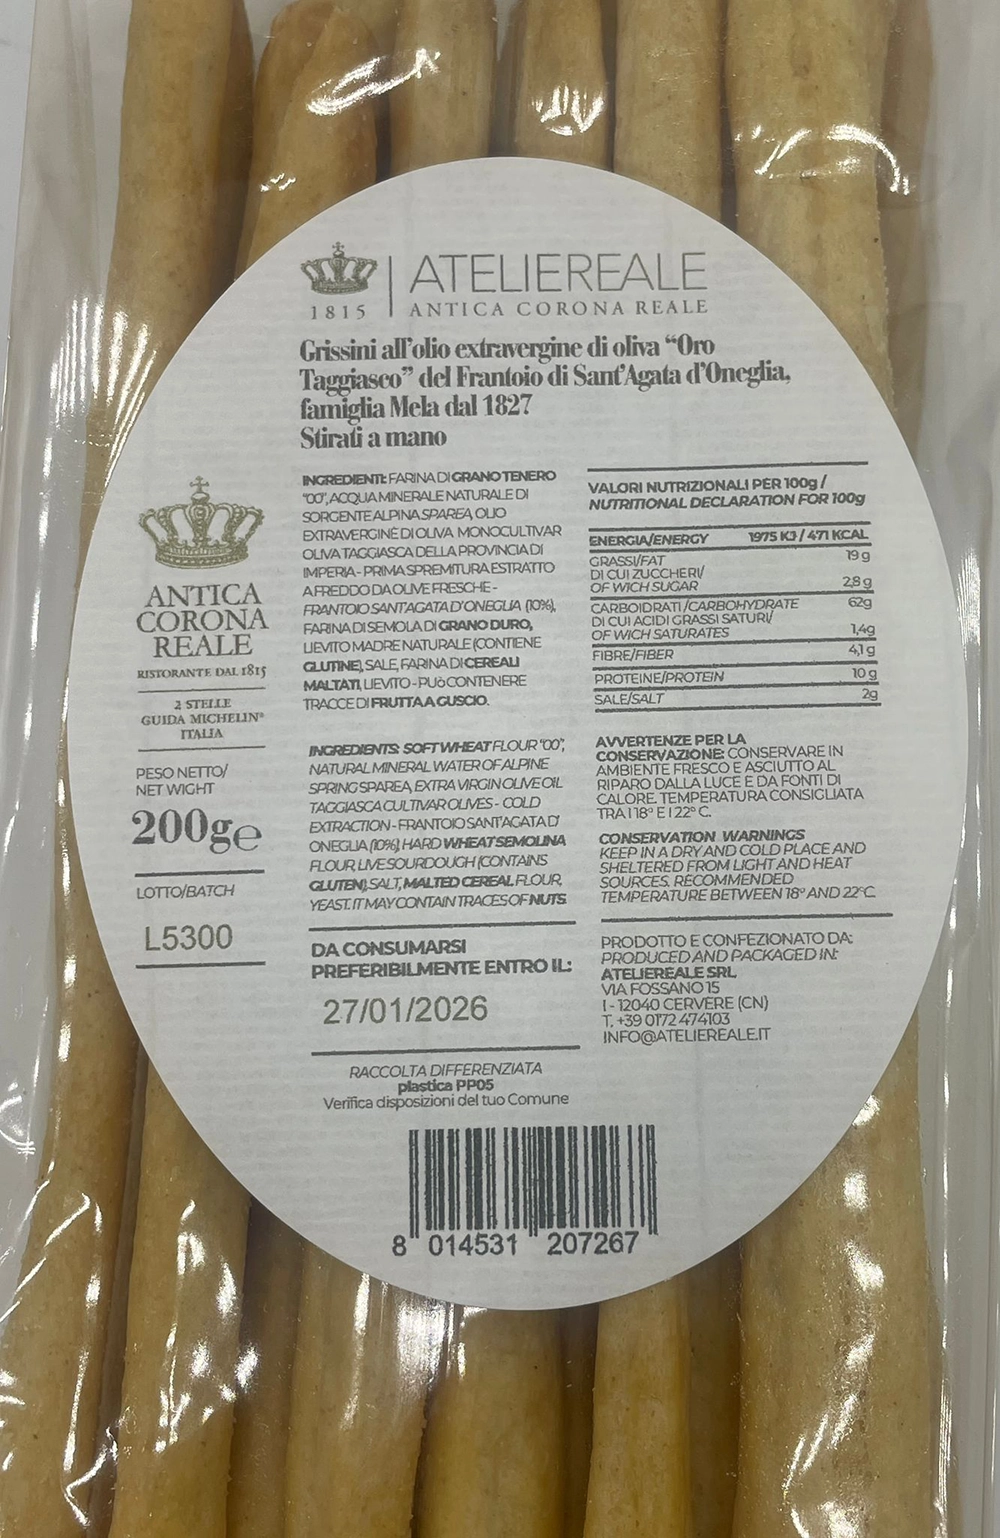 1815
ATELIEREALE
ANTICA CORONA REALE
Grissini all'olio extravergine di oliva “Oro
Taggiasco” del Frantoio di Sant'Agata d'Oneglia,
famiglia Mela dal 1827
Stirati a mano
ANTICA
CORONA
REALE
RISTORANTE DAL 1815
2 STELLE
GUIDA MICHELIN®
ITALIA
PESO NETTO/
NET WIGHT
200g℮
LOTTO/BATCH
L5300
INGREDIENTI: FARINA DI GRANO TENERO
"00", ACQUA MINERALE NATURALE DI
SORGENTE ALPINA SPAREA, OLIO
EXTRAVERGINE DI OLIVA MONOCULTIVAR
OLIVA TAGGIASCA DELLA PROVINCIA DI
IMPERIA - PRIMA SPREMITURA ESTRATTO
A FREDDO DA OLIVE FRESCHE -
FRANTOIO SANT'AGATA D'ONEGLIA (10%),
FARINA DI SEMOLA DI GRANO DURO,
LIEVITO MADRE NATURALE (CONTIENE
GLUTINE), SALE, FARINA DI CEREALI
MALTATI, LIEVITO - PUò CONTENERE
TRACCE DI FRUTTA A GUSCIO.
INGREDIENTS: SOFT WHEAT FLOUR "00",
NATURAL MINERAL WATER OF ALPINE
SPRING SPAREA, EXTRA VIRGIN OLIVE OIL
TAGGIASCA CULTIVAR OLIVES - COLD
EXTRACTION - FRANTOIO SANT'AGATA D'
ONEGLIA (10%), HARD WHEAT SEMOLINA
FLOUR, LIVE SOURDOUGH (CONTAINS
GLUTEN), SALT, MALTED CEREAL FLOUR,
YEAST. IT MAY CONTAIN TRACES OF NUTS.
DA CONSUMARSI
PREFERIBILMENTE ENTRO IL:
27/01/2026
RACCOLTA DIFFERENZIATA
plastica PP05
Verifica disposizioni del tuo Comune
VALORI NUTRIZIONALI PER 100g /
NUTRITIONAL DECLARATION FOR 100g
ENERGIA/ENERGY 1975 KJ / 471 KCAL
GRASSI/FAT 19 g
DI CUI ZUCCHERI/
OF WICH SUGAR 2,8 g
CARBOIDRATI /CARBOHYDRATE 62g
DI CUI ACIDI GRASSI SATURI/
OF WICH SATURATES 1,4g
FIBRE/FIBER 4,1 g
PROTEINE/PROTEIN 10 g
SALE/SALT 2g
AVVERTENZE PER LA
CONSERVAZIONE: CONSERVARE IN
AMBIENTE FRESCO E ASCIUTTO AL
RIPARO DALLA LUCE E DA FONTI DI
CALORE. TEMPERATURA CONSIGLIATA
TRA I 18° E I 22° C.
CONSERVATION WARNINGS
KEEP IN A DRY AND COLD PLACE AND
SHELTERED FROM LIGHT AND HEAT
SOURCES. RECOMMENDED
TEMPERATURE BETWEEN 18° AND 22°C.
PRODOTTO E CONFEZIONATO DA:
PRODUCED AND PACKAGED IN:
ATELIEREALE SRL
VIA FOSSANO 15
I - 12040 CERVERE (CN)
T. +39 0172 474103
INFO@ATELIEREALE.IT
8 014531 207267